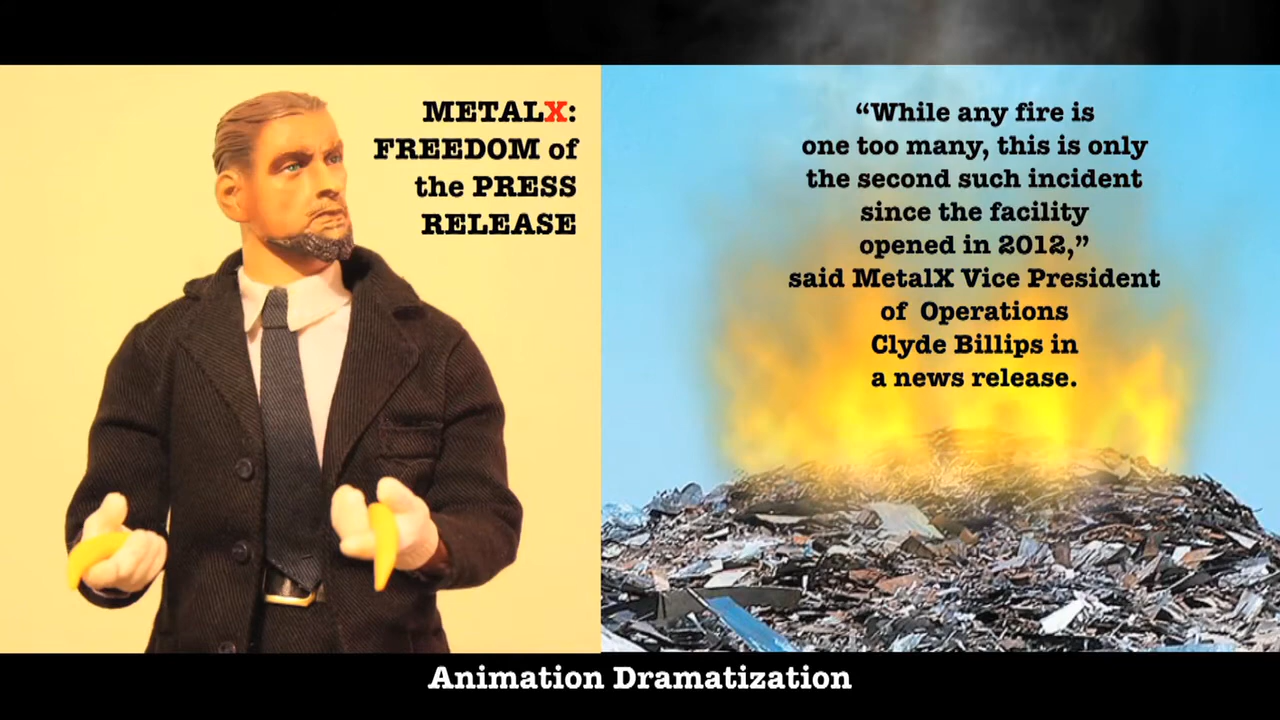 METALX:
FREEDOM of
the PRESS
RELEASE
“While any fire is
one too many, this is only
the second such incident
since the facility
opened in 2012,”
said MetalX Vice President
of Operations
Clyde Billips in
a news release.
Animation Dramatization